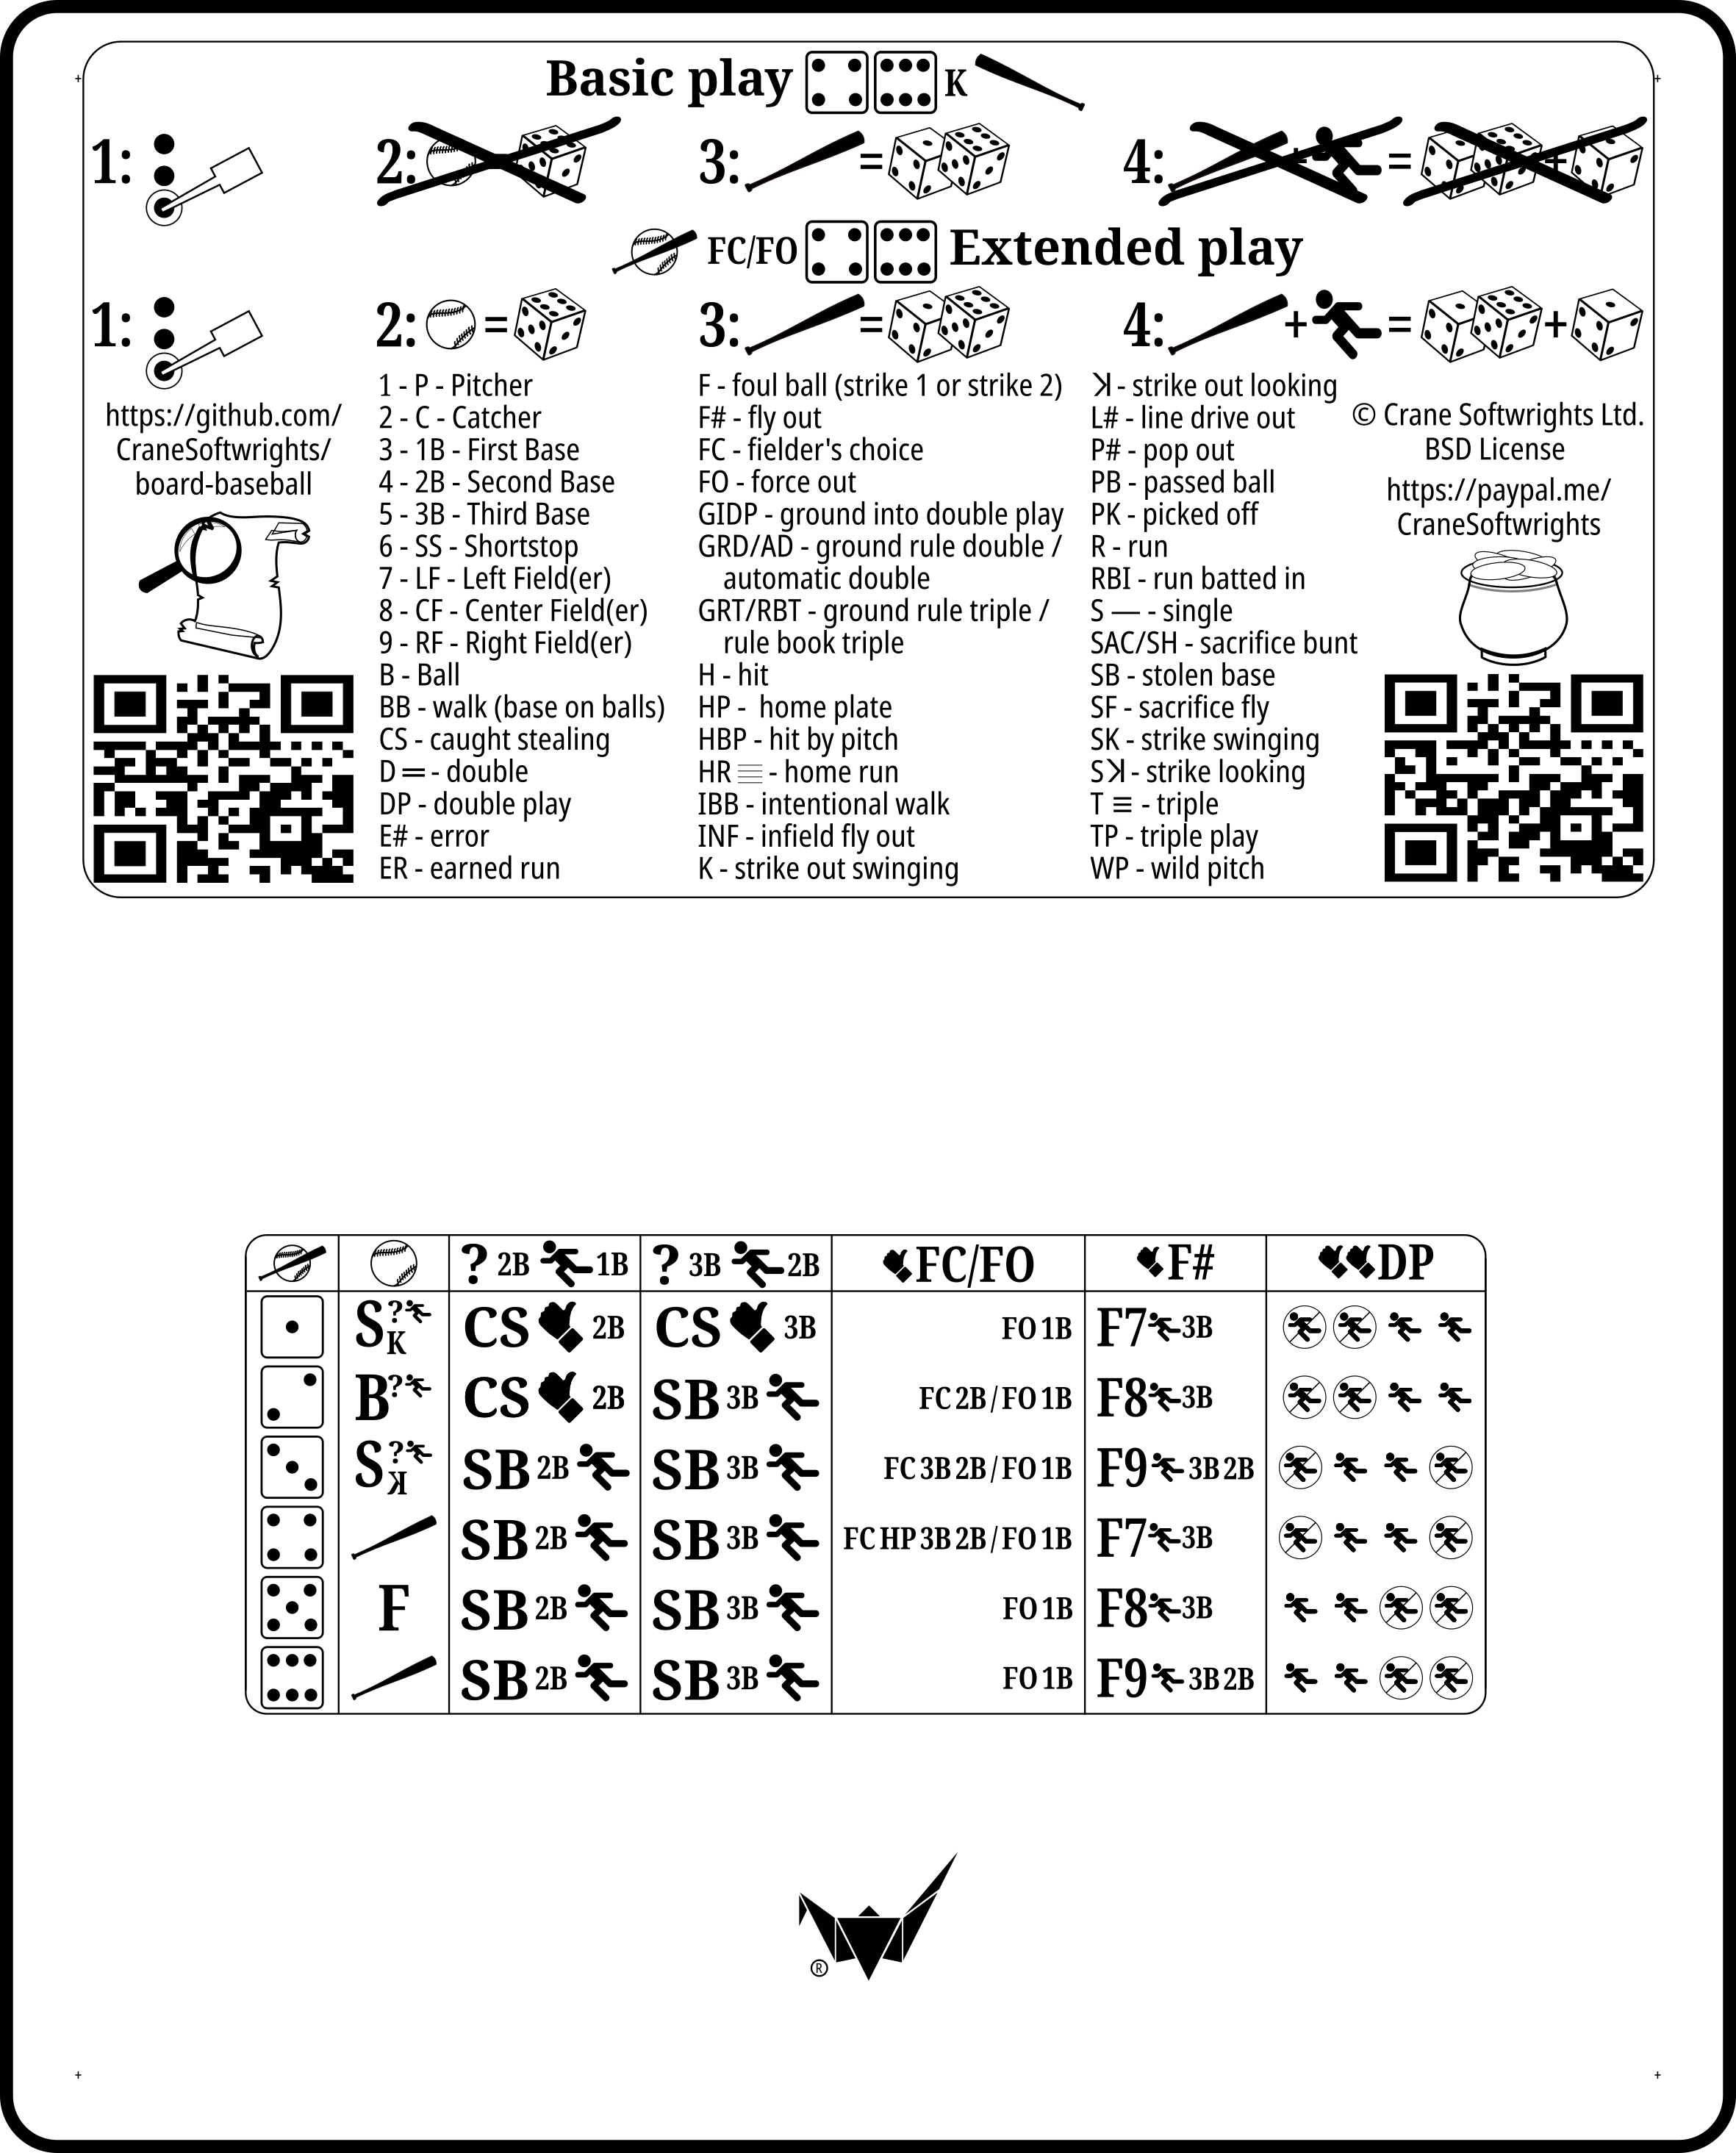 Basic play K
1: 2: = 3: = 4: + = +
FC/FO Extended play
1: 2: = 3: = 4: + = +
https://github.com/
CraneSoftwrights/
board-baseball
1 - P - Pitcher
2 - C - Catcher
3 - 1B - First Base
4 - 2B - Second Base
5 - 3B - Third Base
6 - SS - Shortstop
7 - LF - Left Field(er)
8 - CF - Center Field(er)
9 - RF - Right Field(er)
B - Ball
BB - walk (base on balls)
CS - caught stealing
D ═ - double
DP - double play
E# - error
ER - earned run
F - foul ball (strike 1 or strike 2)
F# - fly out
FC - fielder's choice
FO - force out
GIDP - ground into double play
GRD/AD - ground rule double /
automatic double
GRT/RBT - ground rule triple /
rule book triple
H - hit
HP - home plate
HBP - hit by pitch
HR - home run
IBB - intentional walk
INF - infield fly out
K - strike out swinging
ꓘ - strike out looking
L# - line drive out
P# - pop out
PB - passed ball
PK - picked off
R - run
RBI - run batted in
S — - single
SAC/SH - sacrifice bunt
SB - stolen base
SF - sacrifice fly
SK - strike swinging
Sꓘ - strike looking
T ≡ - triple
TP - triple play
WP - wild pitch
© Crane Softwrights Ltd.
BSD License
https://paypal.me/
CraneSoftwrights
? 2B 1B ? 3B 2B FC/FO F# DP
S ? K CS 2B CS 3B FO 1B F7 3B
B ? CS 2B SB 3B FC 2B / FO 1B F8 3B
S ? ꓘ SB 2B SB 3B FC 3B 2B / FO 1B F9 3B 2B
SB 2B SB 3B FC HP 3B 2B / FO 1B F7 3B
F SB 2B SB 3B FO 1B F8 3B
SB 2B SB 3B FO 1B F9 3B 2B
®